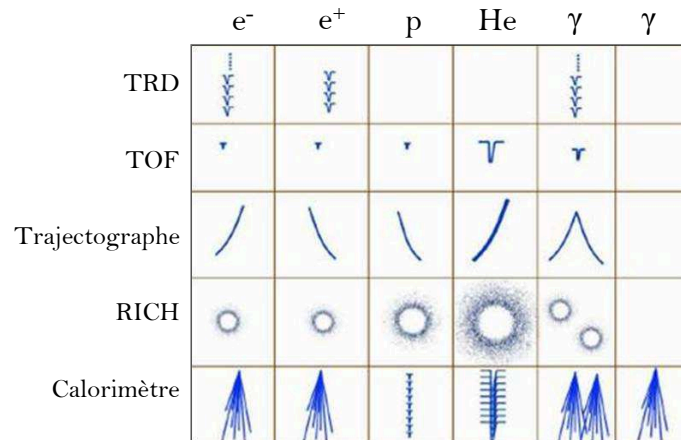 e⁻ e⁺ p He γ γ
TRD
TOF
Trajectographe
RICH
Calorimètre